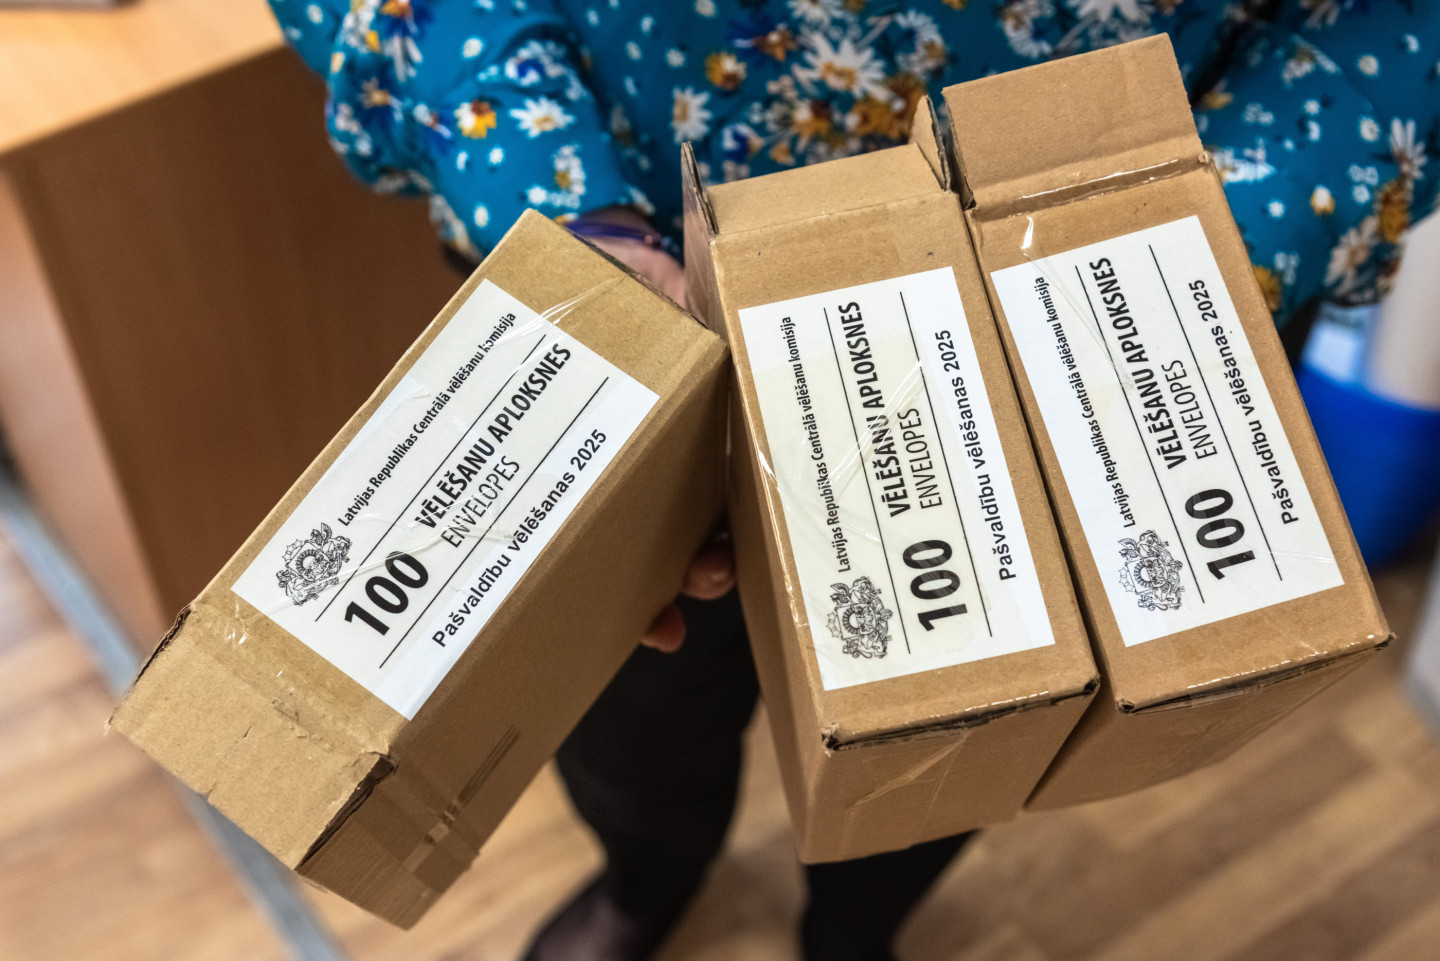 Latvijas Republikas Centrālā vēlēšanu komisija
100 VĒLĒŠANU APLOKSNES
ENVELOPES
Pašvaldību vēlēšanas 2025
Latvijas Republikas Centrālā vēlēšanu komisija
100 VĒLĒŠANU APLOKSNES
ENVELOPES
Pašvaldību vēlēšanas 2025
Latvijas Republikas Centrālā vēlēšanu komisija
100 VĒLĒŠANU APLOKSNES
ENVELOPES
Pašvaldību vēlēšanas 2025